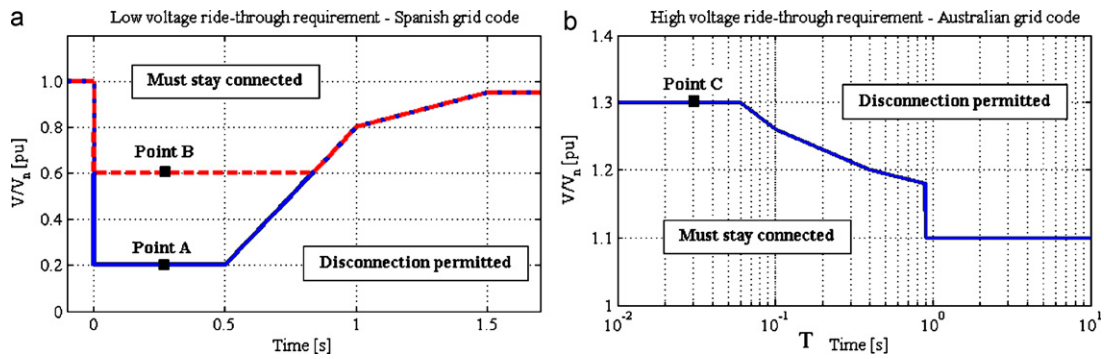 a
Low voltage ride-through requirement - Spanish grid code
1.0
0.8
0.6
0.4
0.2
0
V/Vn [pu]
Must stay connected
Point B
Point A
Disconnection permitted
0
0.5
1
1.5
Time [s]
b
High voltage ride-through requirement - Australian grid code
1.4
1.3
1.2
1.1
1
V/Vn [pu]
Point C
Disconnection permitted
Must stay connected
10-2
10-1
100
101
T
Time [s]